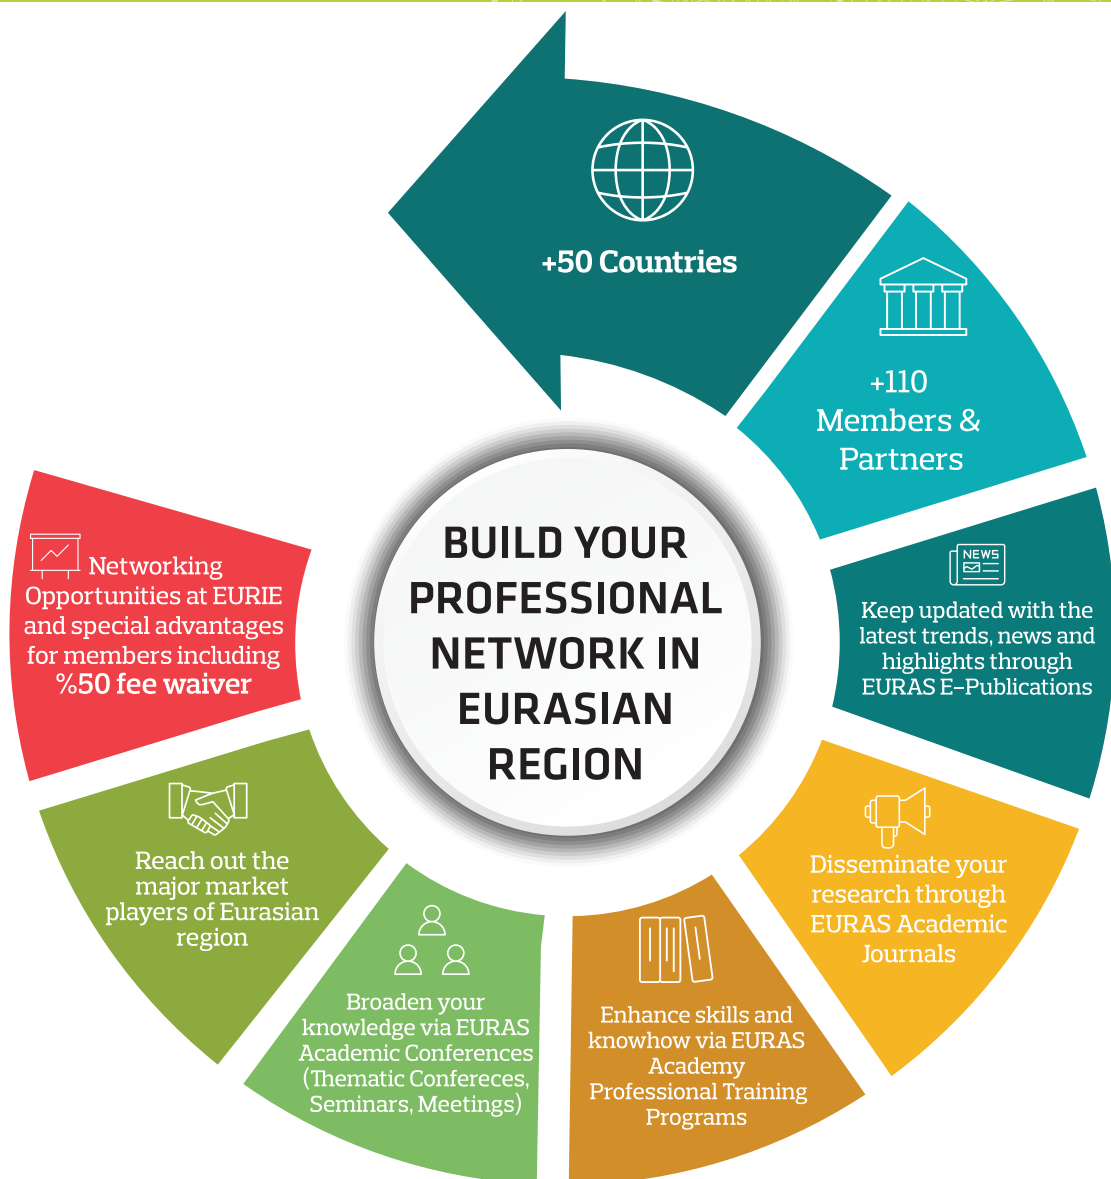 +50 Countries
+110
Members &
Partners
NEWS
Keep updated with the
latest trends, news and
highlights through
EURAS E-Publications
Disseminate your
research through
EURAS Academic
Journals
Enhance skills and
knowhow via EURAS
Academy
Professional Training
Programs
Broaden your
knowledge via EURAS
Academic Conferences
(Thematic Confereces,
Seminars, Meetings)
Reach out the
major market
players of Eurasian
region
Networking
Opportunities at EURIE
and special advantages
for members including
%50 fee waiver
BUILD YOUR
PROFESSIONAL
NETWORK IN
EURASIAN
REGION